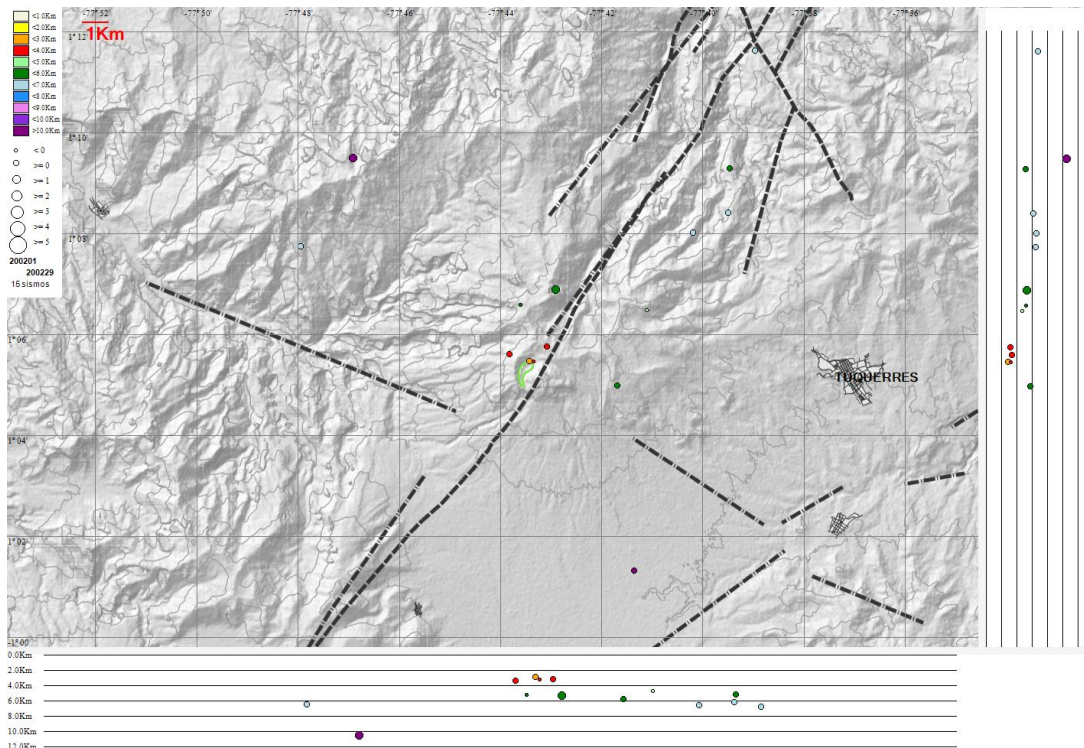 -77°52' -77°50' -77°48' -77°46' -77°44' -77°42' -77°40' -77°38' -77°36'
1Km
<1.0Km
<2.0Km
<3.0Km
<4.0Km
<5.0Km
<6.0Km
<7.0Km
<8.0Km
<9.0Km
<10.0Km
>10.0Km
< 0
>= 0
>= 1
>= 2
>= 3
>= 4
>= 5
200201
200229
16 sismos
1°12'
1°10'
1°08'
1°06'
TUQUERRES
1°04'
1°02'
1°00'
0.0Km
2.0Km
4.0Km
6.0Km
8.0Km
10.0Km
12.0Km